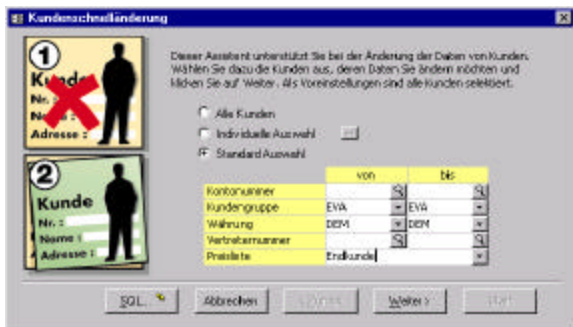 Kundenschnelländerung
1
Kunde
Nr. :
Name :
Adresse :
2
Kunde
Nr. :
Name :
Adresse :
Dieser Assistent unterstützt Sie bei der Änderung der Daten von Kunden.
Wählen Sie dazu die Kunden aus, deren Daten Sie ändern möchten und
klicken Sie auf Weiter. Als Voreinstellungen sind alle Kunden selektiert.
Alle Kunden
Individuelle Auswahl
Standard Auswahl
von bis
Kontonummer
Kundengruppe EVA EVA
Währung DEM DEM
Vertreternummer
Preisliste Endkunde
SQL... Abbrechen < Zurück Weiter > Start